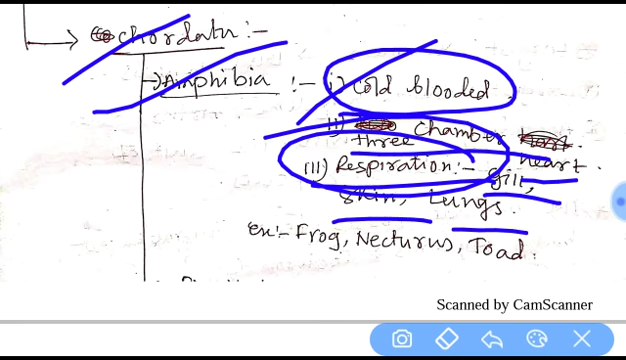 chordata:-
Amphibia :- i) Cold blooded
ii) three chamber heart.
iii) Respiration:- gill,
skin, Lungs.
Ex:- Frog, Necturus, Toad.
Scanned by CamScanner